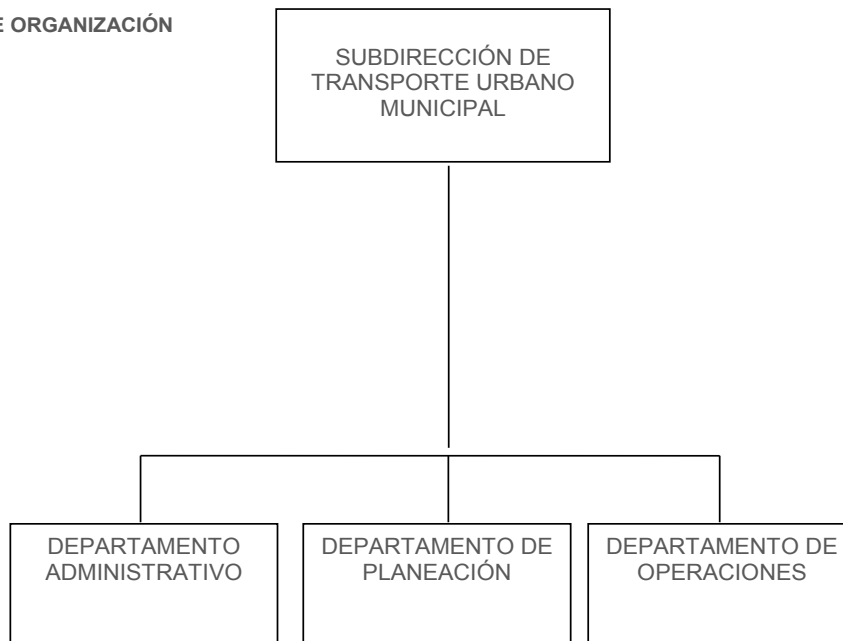 E ORGANIZACIÓN
SUBDIRECCIÓN DE
TRANSPORTE URBANO
MUNICIPAL
DEPARTAMENTO
ADMINISTRATIVO
DEPARTAMENTO DE
PLANEACIÓN
DEPARTAMENTO DE
OPERACIONES